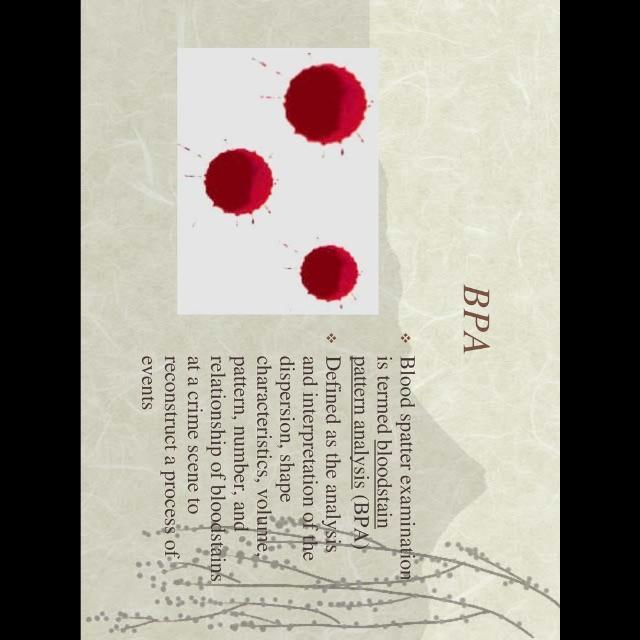 BPA
❖ Blood spatter examination
is termed bloodstain
pattern analysis (BPA)
❖ Defined as the analysis
and interpretation of the
dispersion, shape
characteristics, volume,
pattern, number, and
relationship of bloodstains
at a crime scene to
reconstruct a process of
events